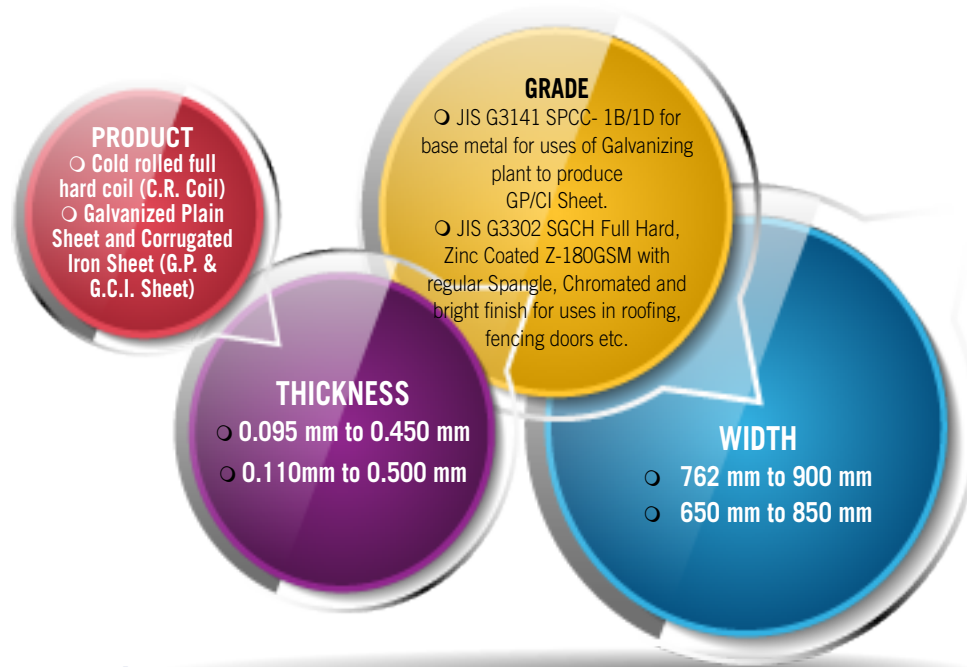 PRODUCT
❍ Cold rolled full
hard coil (C.R. Coil)
❍ Galvanized Plain
Sheet and Corrugated
Iron Sheet (G.P. &
G.C.I. Sheet)
GRADE
❍ JIS G3141 SPCC- 1B/1D for
base metal for uses of Galvanizing
plant to produce
GP/CI Sheet.
❍ JIS G3302 SGCH Full Hard,
Zinc Coated Z-180GSM with
regular Spangle, Chromated and
bright finish for uses in roofing,
fencing doors etc.
THICKNESS
❍ 0.095 mm to 0.450 mm
❍ 0.110mm to 0.500 mm
WIDTH
❍ 762 mm to 900 mm
❍ 650 mm to 850 mm